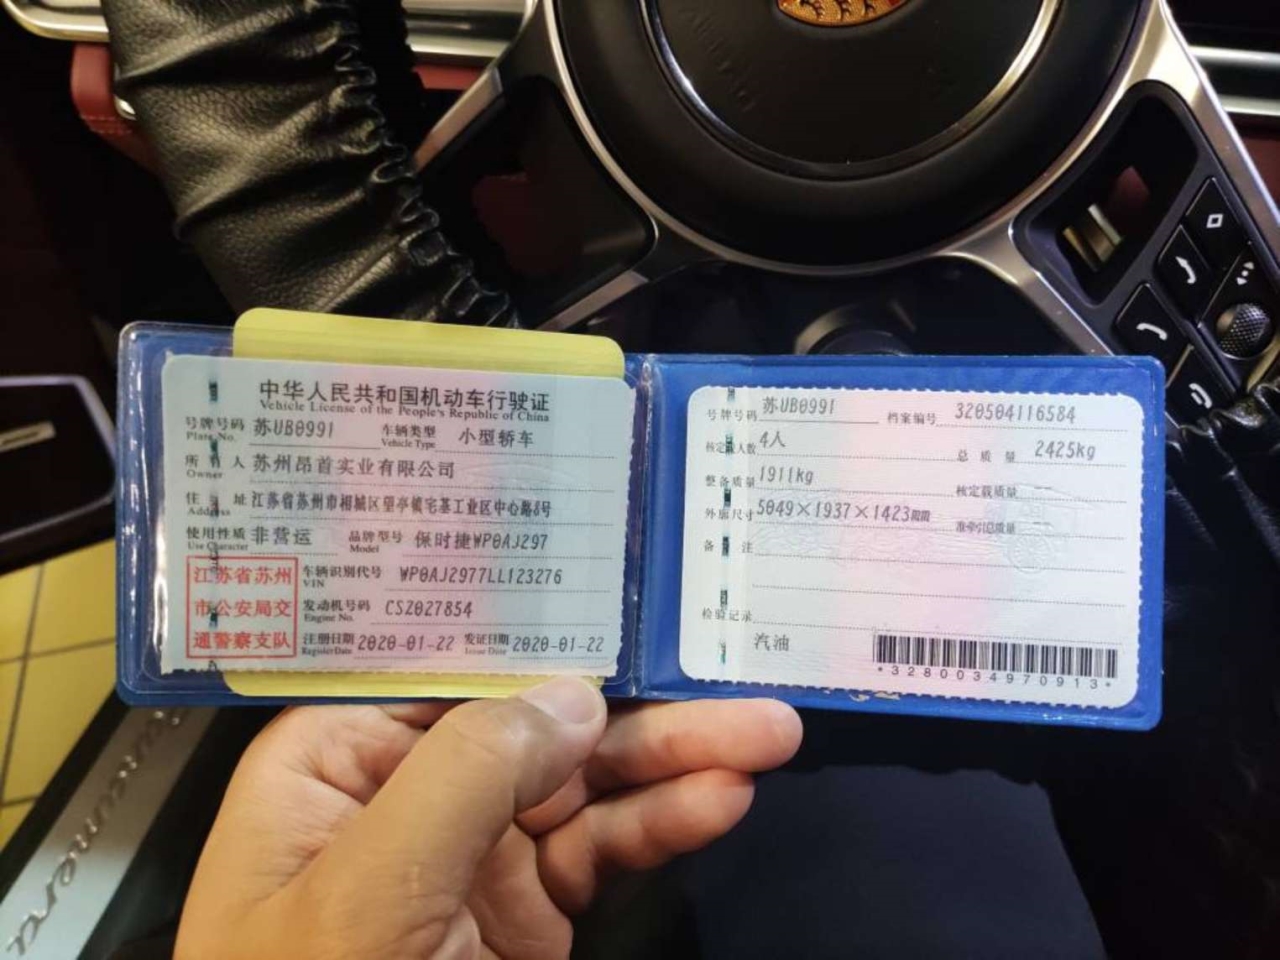 中华人民共和国机动车行驶证
Vehicle License of the People's Republic of China
号牌号码 苏UB0991 车辆类型 小型轿车
Plate No. Vehicle Type
所有人 苏州昂首实业有限公司
Owner
住址 江苏省苏州市相城区望亭镇宅基工业区中心路8号
Address
使用性质 非营运 品牌型号 保时捷WP0AJ297
Use Character Model
江苏省苏州
市公安局交
通警察支队
车辆识别代号 WP0AJ2977LL123276
VIN
发动机号码 CSZ027854
Engine No.
注册日期 2020-01-22 发证日期 2020-01-22
Register Date Issue Date
号牌号码 苏UB0991 档案编号 320504116584
核定载人数 4人 总质量 2425kg
整备质量 1911kg 核定载质量 --
外廓尺寸 5049×1937×1423mm 准牵引总质量 --
备注
检验记录
汽油
*3280034970913*
Panamera